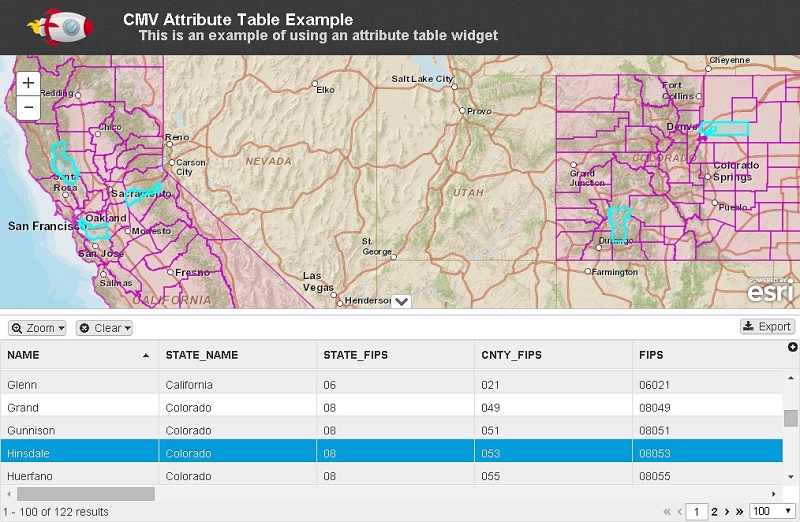 CMV Attribute Table Example
This is an example of using an attribute table widget
+
−
Redding
Chico
Reno
Carson
City
Santa
Rosa
Sacramento
San Francisco
Oakland
Modesto
San Jose
Salinas
Fresno
CALIFORNIA
NEVADA
Elko
Salt Lake City
Provo
UTAH
St.
George
Las
Vegas
Henderson
Cheyenne
Fort
Collins
Denver
COLORADO
Grand
Junction
Colorado
Springs
Pueblo
Durango
Farmington
POWERED BY
esri
Zoom
Clear
Export
NAME STATE_NAME STATE_FIPS CNTY_FIPS FIPS
Glenn California 06 021 06021
Grand Colorado 08 049 08049
Gunnison Colorado 08 051 08051
Hinsdale Colorado 08 053 08053
Huerfano Colorado 08 055 08055
1 - 100 of 122 results
« ‹ 1 2 › » 100